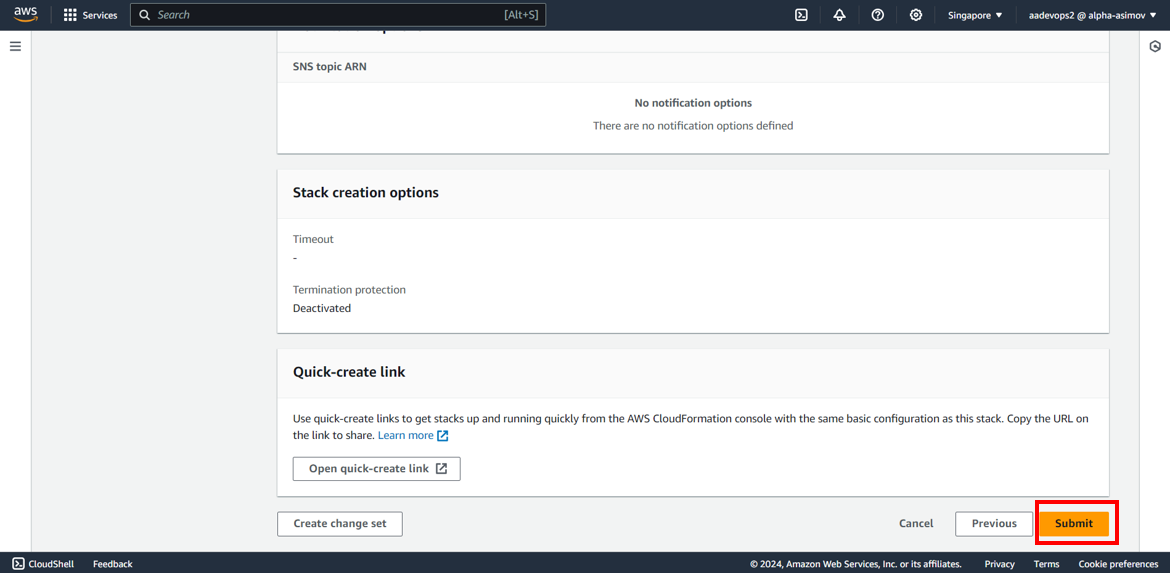 aws
Services
Search
[Alt+S]
Singapore
aadevops2 @ alpha-asimov
SNS topic ARN
No notification options
There are no notification options defined
Stack creation options
Timeout
-
Termination protection
Deactivated
Quick-create link
Use quick-create links to get stacks up and running quickly from the AWS CloudFormation console with the same basic configuration as this stack. Copy the URL on
the link to share. Learn more
Open quick-create link
Create change set
Cancel
Previous
Submit
CloudShell
Feedback
© 2024, Amazon Web Services, Inc. or its affiliates.
Privacy
Terms
Cookie preferences